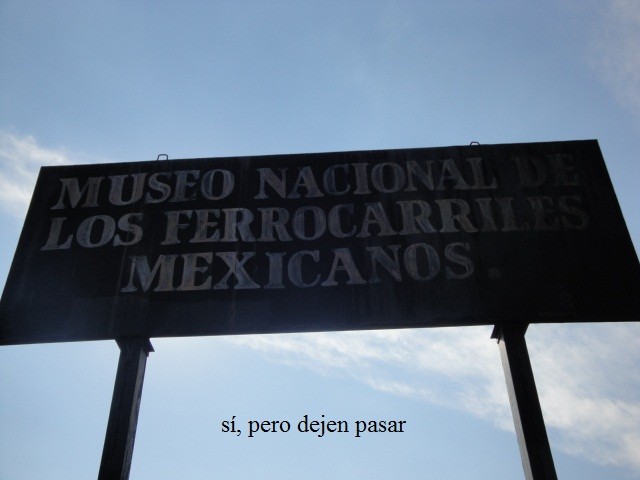 MUSEO NACIONAL DE
LOS FERROCARRILES
MEXICANOS.
sí, pero dejen pasar